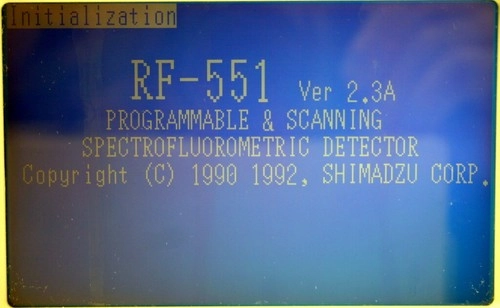 Initialization
RF-551 Ver 2.3A
PROGRAMMABLE & SCANNING
SPECTROFLUOROMETRIC DETECTOR
Copyright (C) 1990 1992, SHIMADZU CORP.